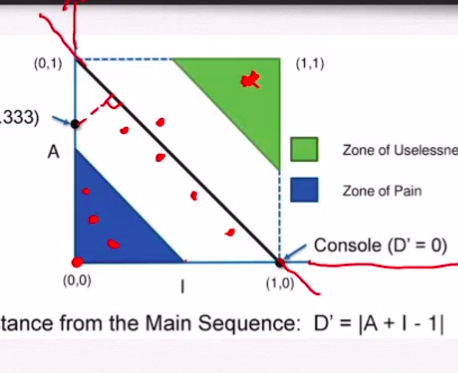 (0,1)
(1,1)
.333)
A
Zone of Uselessne
Zone of Pain
Console (D' = 0)
(0,0)
I
(1,0)
tance from the Main Sequence: D' = |A + I - 1|